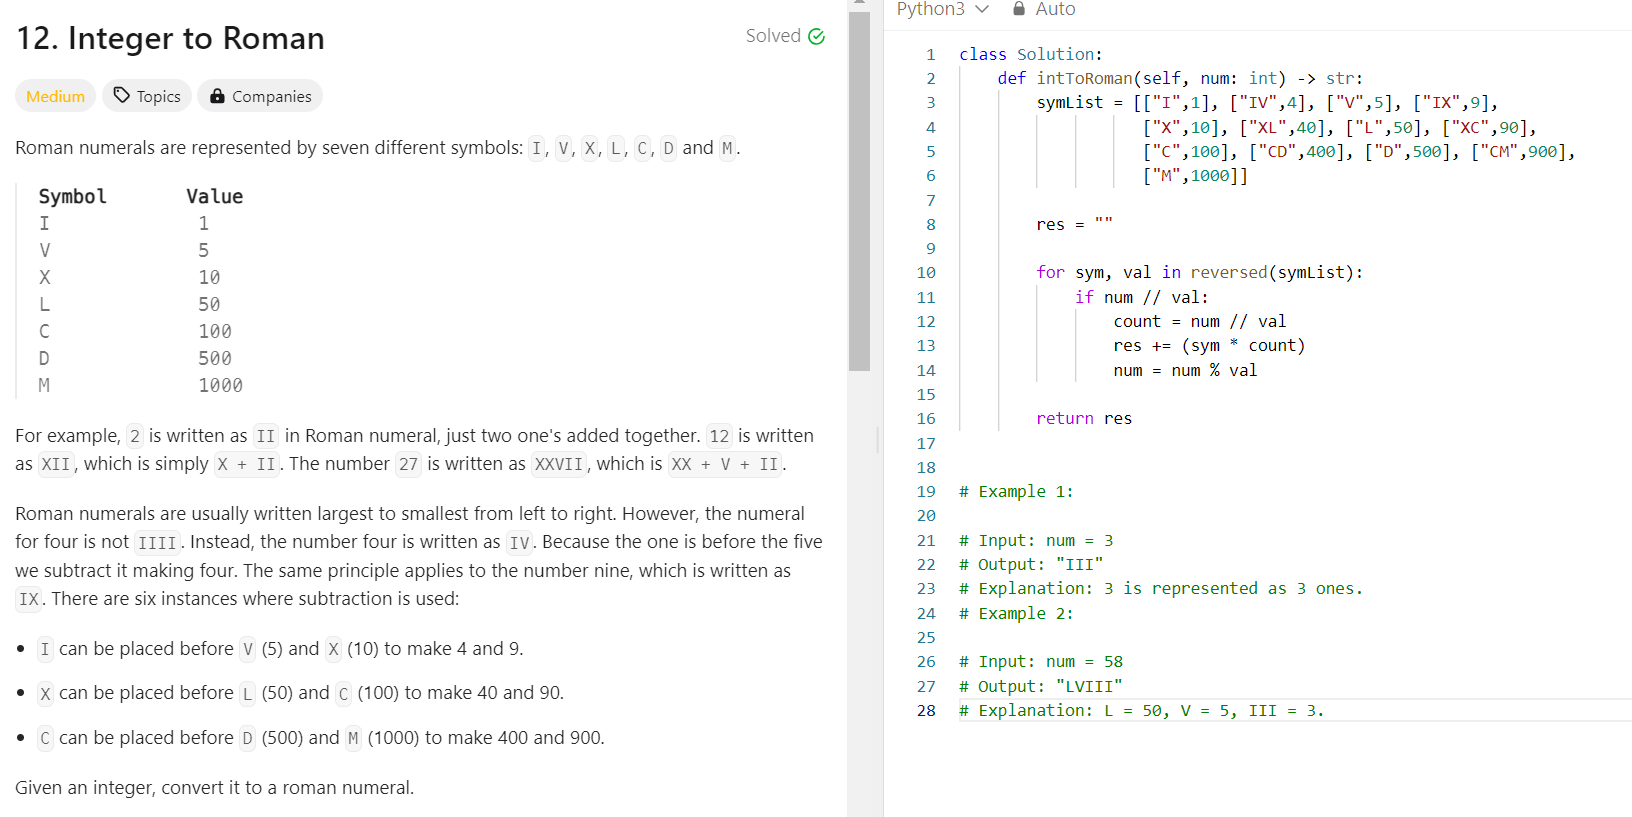 12. Integer to Roman
Solved
Medium Topics Companies
Roman numerals are represented by seven different symbols: I, V, X, L, C, D and M.
Symbol Value
I 1
V 5
X 10
L 50
C 100
D 500
M 1000
For example, 2 is written as II in Roman numeral, just two one's added together. 12 is written
as XII, which is simply X + II. The number 27 is written as XXVII, which is XX + V + II.
Roman numerals are usually written largest to smallest from left to right. However, the numeral
for four is not IIII. Instead, the number four is written as IV. Because the one is before the five
we subtract it making four. The same principle applies to the number nine, which is written as
IX. There are six instances where subtraction is used:
• I can be placed before V (5) and X (10) to make 4 and 9.
• X can be placed before L (50) and C (100) to make 40 and 90.
• C can be placed before D (500) and M (1000) to make 400 and 900.
Given an integer, convert it to a roman numeral.
Python3 Auto
1 class Solution:
2 def intToRoman(self, num: int) -> str:
3 symList = [["I",1], ["IV",4], ["V",5], ["IX",9],
4 ["X",10], ["XL",40], ["L",50], ["XC",90],
5 ["C",100], ["CD",400], ["D",500], ["CM",900],
6 ["M",1000]]
7
8 res = ""
9
10 for sym, val in reversed(symList):
11 if num // val:
12 count = num // val
13 res += (sym * count)
14 num = num % val
15
16 return res
17
18
19 # Example 1:
20
21 # Input: num = 3
22 # Output: "III"
23 # Explanation: 3 is represented as 3 ones.
24 # Example 2:
25
26 # Input: num = 58
27 # Output: "LVIII"
28 # Explanation: L = 50, V = 5, III = 3.